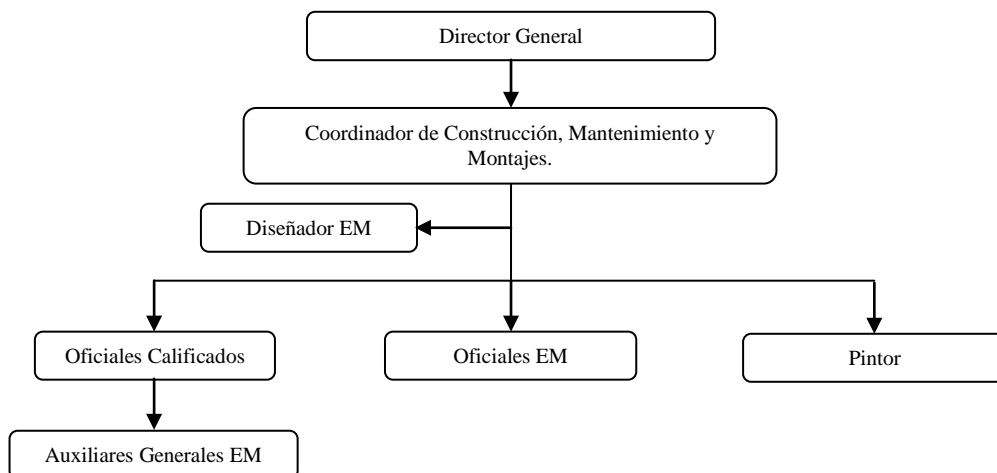 Director General
Coordinador de Construcción, Mantenimiento y
Montajes.
Diseñador EM
Oficiales Calificados
Oficiales EM
Pintor
Auxiliares Generales EM